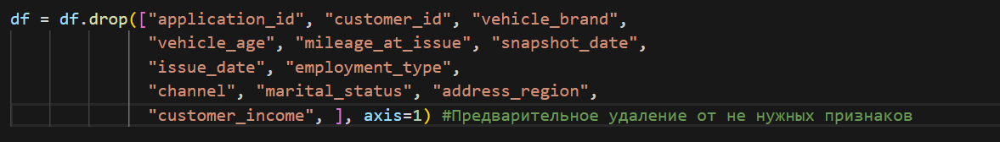 df = df.drop(["application_id", "customer_id", "vehicle_brand",
"vehicle_age", "mileage_at_issue", "snapshot_date",
"issue_date", "employment_type",
"channel", "marital_status", "address_region",
"customer_income", ], axis=1) #Предварительное удаление от не нужных признаков